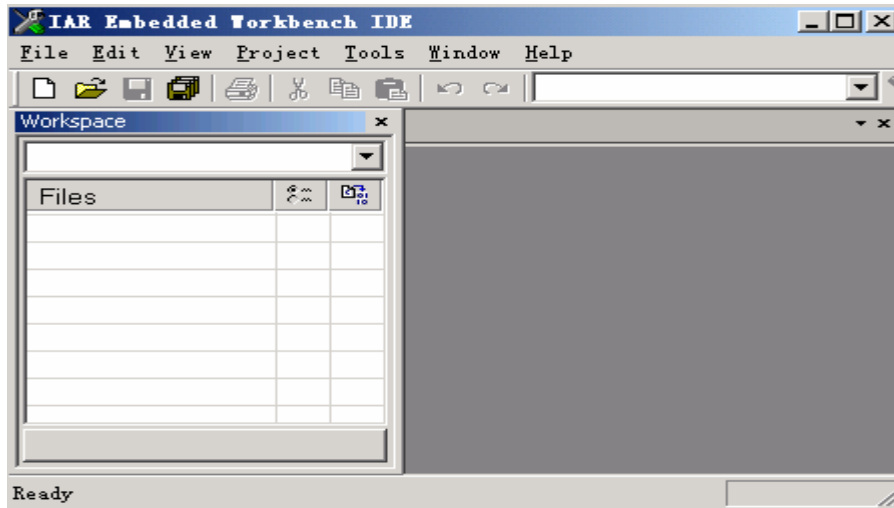 IAR Embedded Workbench IDE
File Edit View Project Tools Window Help
Workspace
Files
Ready